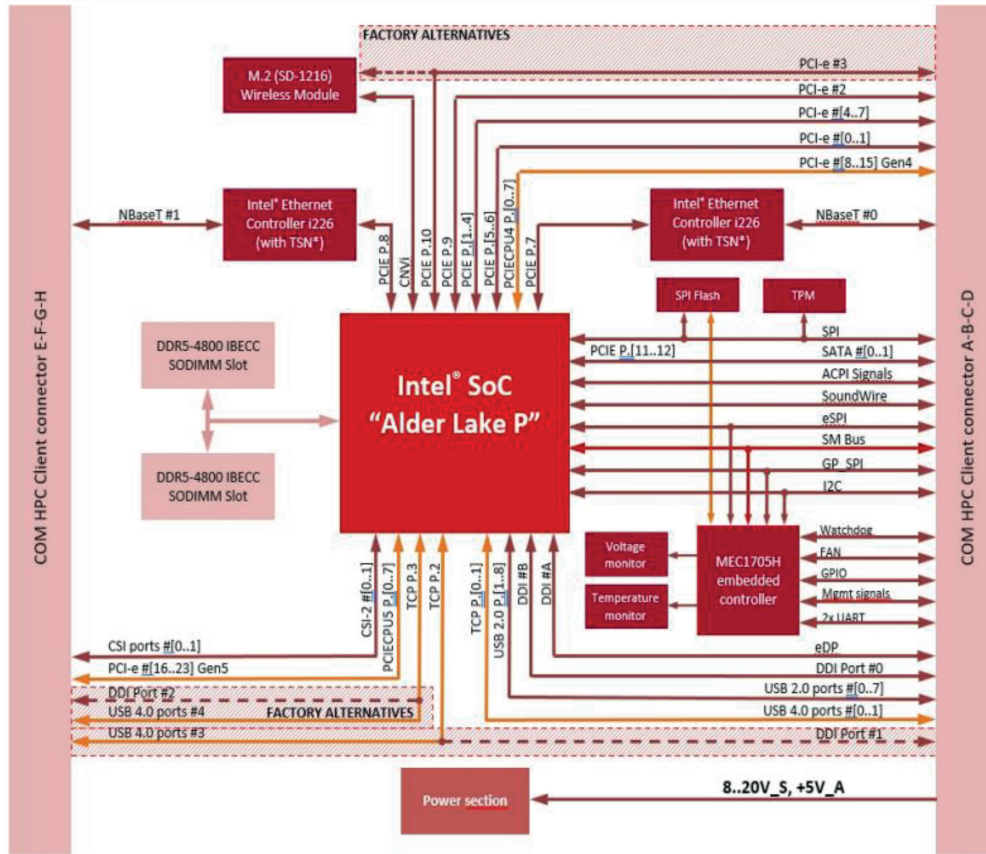 FACTORY ALTERNATIVES
M.2 (SD-1216)
Wireless Module
PCI-e #3
PCI-e #2
PCI-e #[4..7]
PCI-e #[0..1]
PCI-e #[8..15] Gen4
NBaseT #1
Intel® Ethernet
Controller i226
(with TSN*)
PCIE P.8
CNVi
PCIE P.10
PCIE P.9
PCIE P.[1..4]
PCIE P.[5..6]
PCIECPU4 P.[0..7]
PCIE P.7
Intel® Ethernet
Controller i226
(with TSN*)
NBaseT #0
COM HPC Client connector E-F-G-H
COM HPC Client connector A-B-C-D
SPI Flash
TPM
DDR5-4800 IBECC
SODIMM Slot
DDR5-4800 IBECC
SODIMM Slot
Intel® SoC
“Alder Lake P”
SPI
PCIE P.[11..12]
SATA #[0..1]
ACPI Signals
SoundWire
eSPI
SM Bus
GP_SPI
I2C
Voltage
monitor
Temperature
monitor
MEC1705H
embedded
controller
Watchdog
FAN
GPIO
Mgmt signals
2x UART
CSI-2 #[0..1]
PCIECPU5 P.[0..7]
TCP P.3
TCP P.2
TCP P.[0..1]
USB 2.0 P.[1..8]
DDI #B
DDI #A
CSI ports #[0..1]
PCI-e #[16..23] Gen5
DDI Port #2
USB 4.0 ports #4
FACTORY ALTERNATIVES
USB 4.0 ports #3
eDP
DDI Port #0
USB 2.0 ports #[0..7]
USB 4.0 ports #[0..1]
DDI Port #1
Power section
8..20V_S, +5V_A